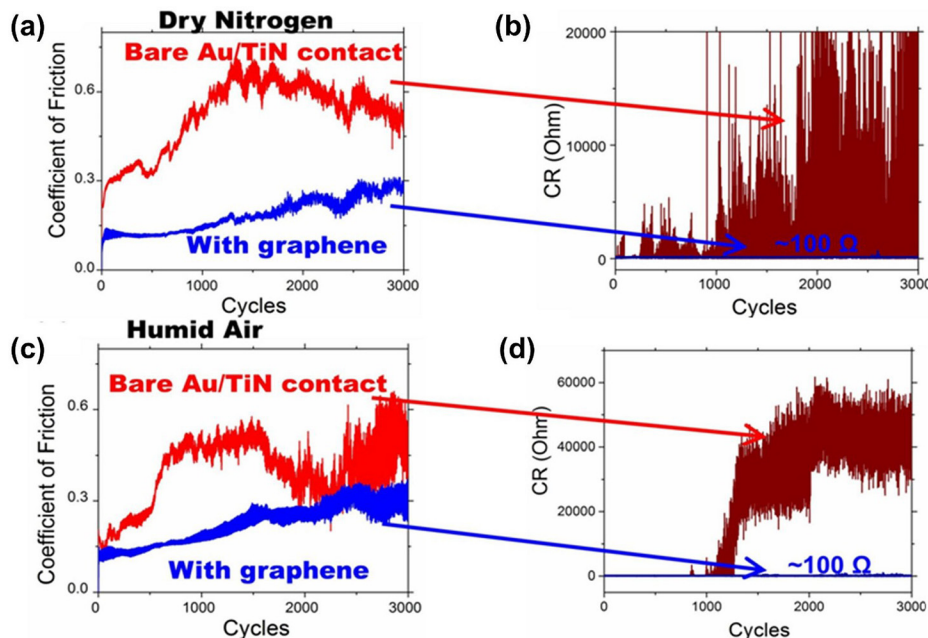 (a)
Dry Nitrogen
Bare Au/TiN contact
With graphene
Coefficient of Friction
0.6
0.3
0.0
0 1000 2000 3000
Cycles
(b)
CR (Ohm)
20000
10000
0
~100 Ω
0 1000 2000 3000
Cycles
(c)
Humid Air
Bare Au/TiN contact
With graphene
Coefficient of Friction
0.6
0.3
0.0
0 1000 2000 3000
Cycles
(d)
CR (Ohm)
60000
40000
20000
0
~100 Ω
0 1000 2000 3000
Cycles